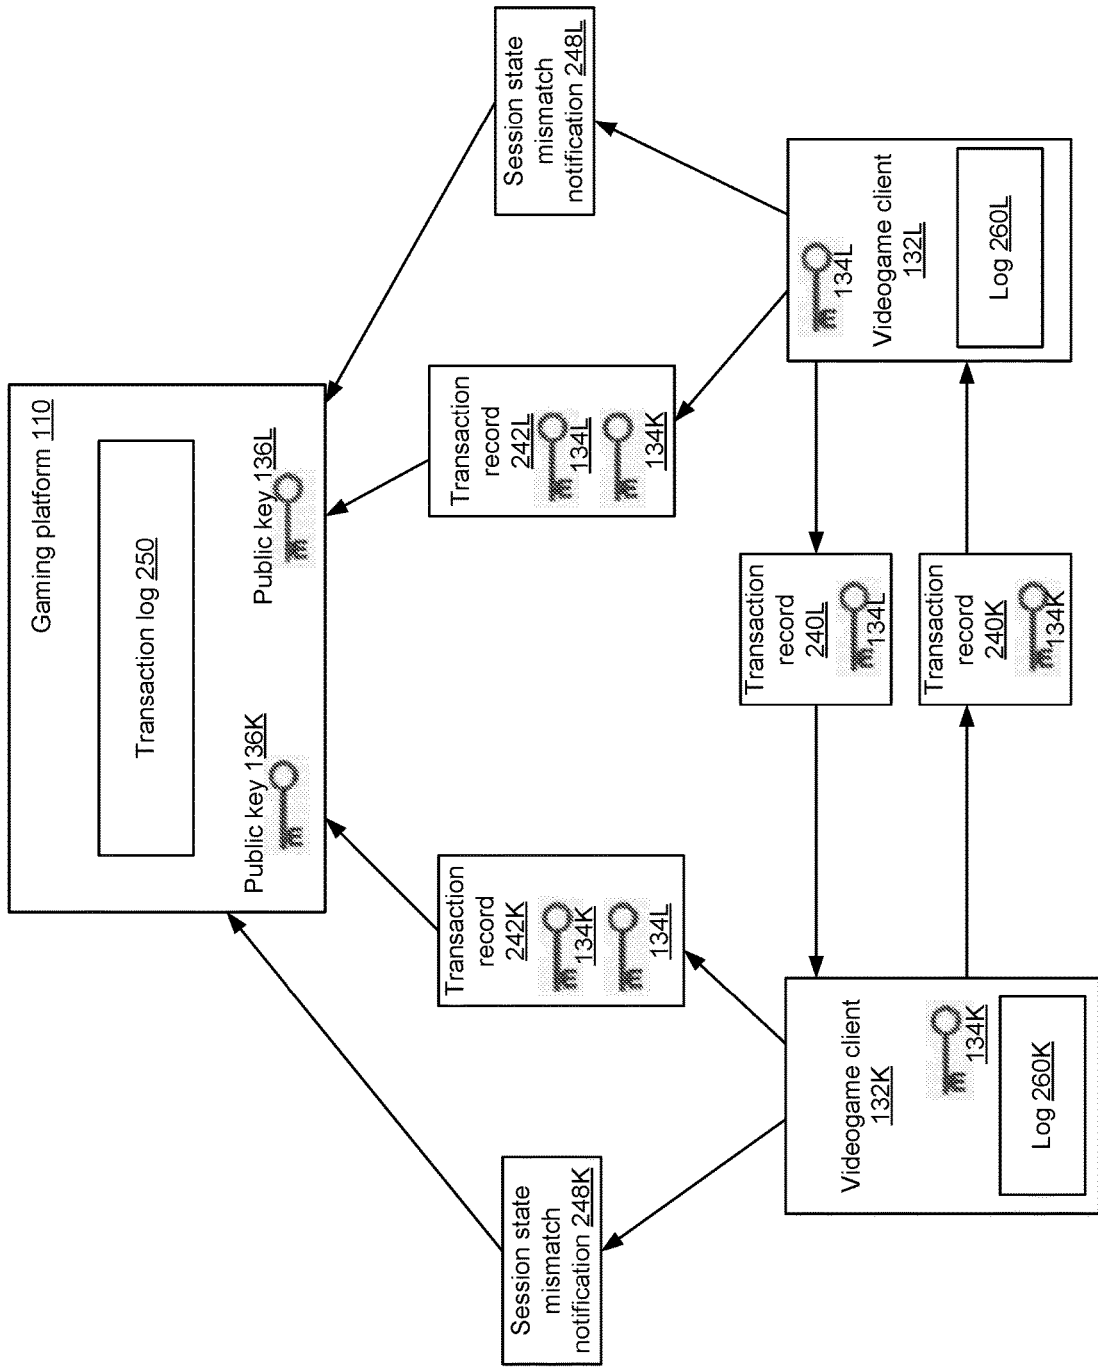 Gaming platform 110
Transaction log 250
Public key 136K
Public key 136L
Session state
mismatch
notification 248K
Transaction
record
242K
134K
134L
Transaction
record
242L
134L
134K
Session state
mismatch
notification 248L
Videogame client
132K
134K
Log 260K
Transaction
record
240L
134L
Transaction
record
240K
134K
134L
Videogame client
132L
Log 260L